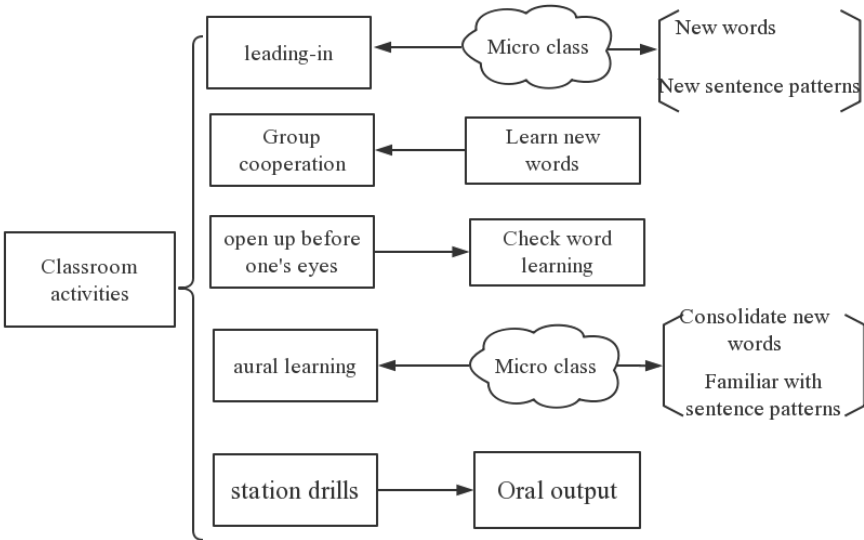 leading-in
Micro class
New words
New sentence patterns
Group
cooperation
Learn new
words
Classroom
activities
open up before
one's eyes
Check word
learning
aural learning
Micro class
Consolidate new
words
Familiar with
sentence patterns
station drills
Oral output